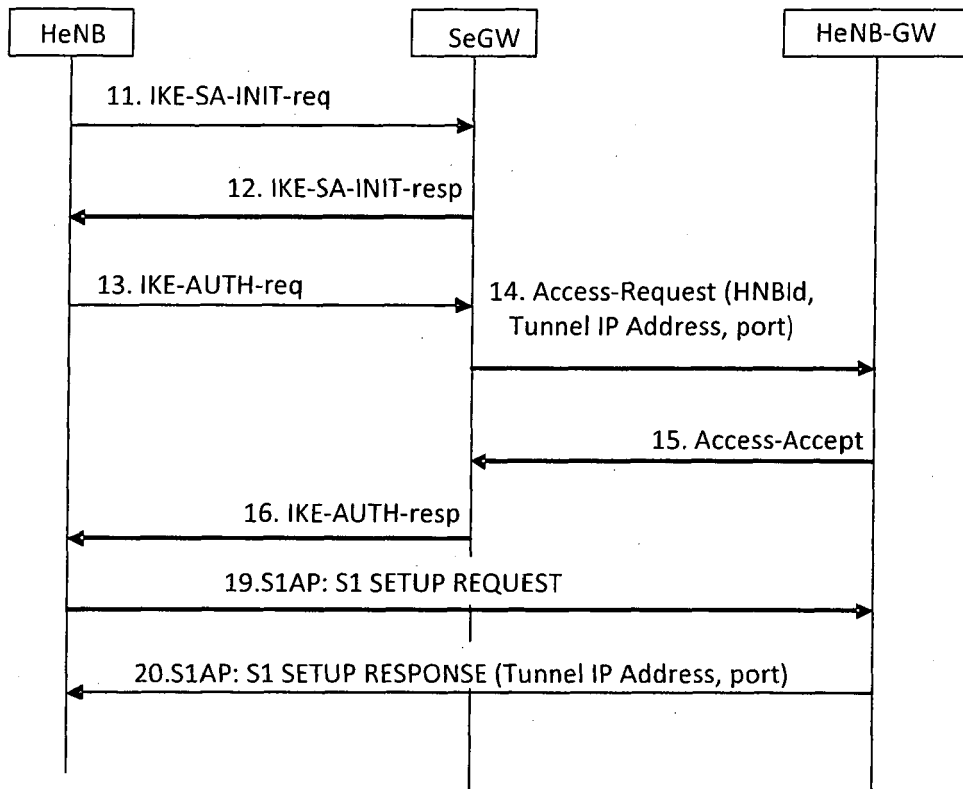 HeNB
SeGW
HeNB-GW
11. IKE-SA-INIT-req
12. IKE-SA-INIT-resp
13. IKE-AUTH-req
14. Access-Request (HNBId,
Tunnel IP Address, port)
15. Access-Accept
16. IKE-AUTH-resp
19.S1AP: S1 SETUP REQUEST
20.S1AP: S1 SETUP RESPONSE (Tunnel IP Address, port)